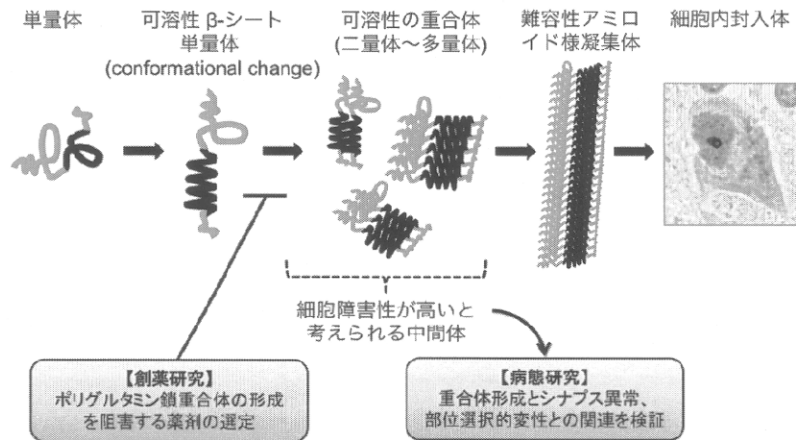 単量体
可溶性 β-シート
単量体
(conformational change)
可溶性の重合体
(二量体～多量体)
難容性アミロ
イド様凝集体
細胞内封入体
細胞障害性が高いと
考えられる中間体
【創薬研究】
ポリグルタミン鎖重合体の形成
を阻害する薬剤の選定
【病態研究】
重合体形成とシナプス異常、
部位選択的変性との関連を検証